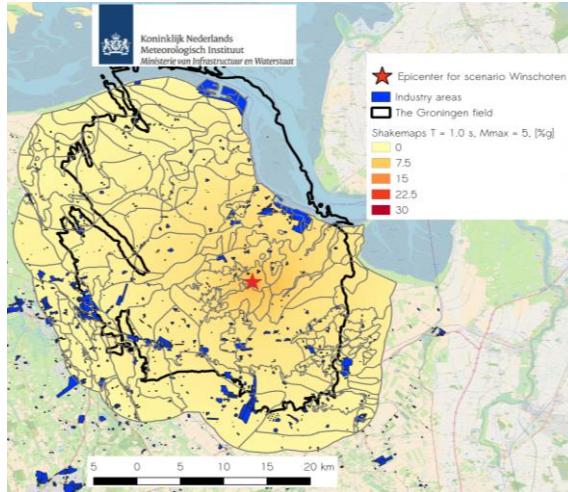 Koninklijk Nederlands
Meteorologisch Instituut
Ministerie van Infrastructuur en Waterstaat
Epicenter for scenario Winschoten
Industry areas
The Groningen field
Shakemaps T = 1.0 s, Mmax = 5, [%g]
0
7.5
15
22.5
30
5 0 5 10 15 20 km